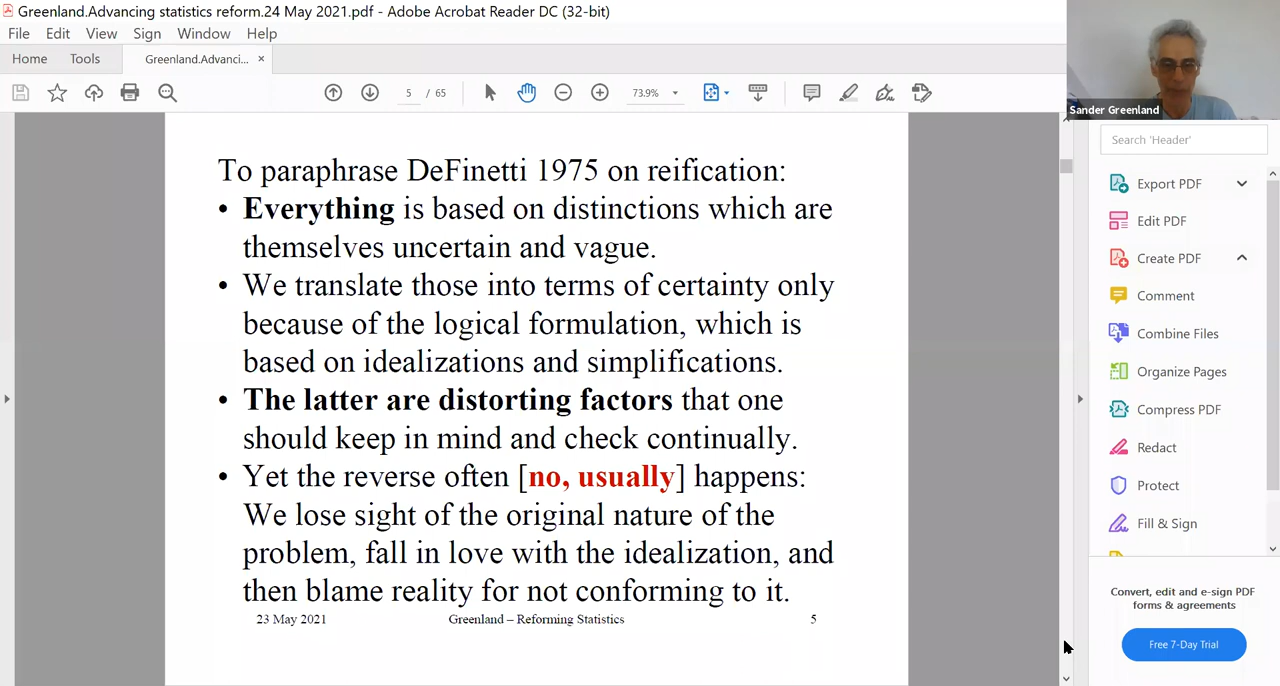 Greenland.Advancing statistics reform.24 May 2021.pdf - Adobe Acrobat Reader DC (32-bit)
File Edit View Sign Window Help
Home Tools Greenland.Advanci... ×
5 / 65 73.9%
Sander Greenland
To paraphrase DeFinetti 1975 on reification:
• Everything is based on distinctions which are
themselves uncertain and vague.
• We translate those into terms of certainty only
because of the logical formulation, which is
based on idealizations and simplifications.
• The latter are distorting factors that one
should keep in mind and check continually.
• Yet the reverse often [no, usually] happens:
We lose sight of the original nature of the
problem, fall in love with the idealization, and
then blame reality for not conforming to it.
23 May 2021 Greenland – Reforming Statistics 5
Search 'Header'
Export PDF
Edit PDF
Create PDF
Comment
Combine Files
Organize Pages
Compress PDF
Redact
Protect
Fill & Sign
Convert, edit and e-sign PDF
forms & agreements
Free 7-Day Trial